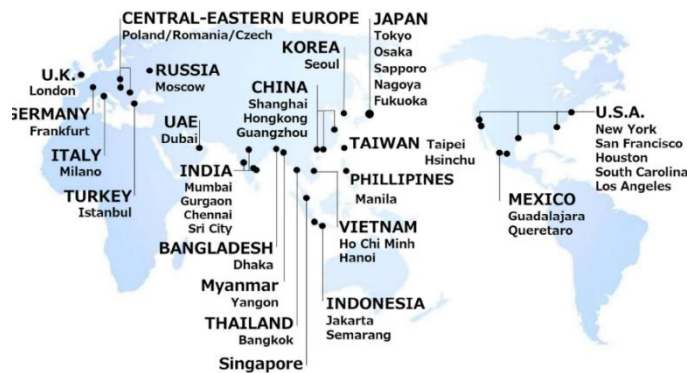 CENTRAL-EASTERN EUROPE
Poland/Romania/Czech
JAPAN
Tokyo
Osaka
Sapporo
Nagoya
Fukuoka
KOREA
Seoul
U.K.
London
RUSSIA
Moscow
CHINA
Shanghai
Hongkong
Guangzhou
GERMANY
Frankfurt
UAE
Dubai
ITALY
Milano
TURKEY
Istanbul
INDIA
Mumbai
Gurgaon
Chennai
Sri City
TAIWAN
Taipei
Hsinchu
PHILLIPINES
Manila
U.S.A.
New York
San Francisco
Houston
South Carolina
Los Angeles
MEXICO
Guadalajara
Queretaro
VIETNAM
Ho Chi Minh
Hanoi
BANGLADESH
Dhaka
Myanmar
Yangon
INDONESIA
Jakarta
Semarang
THAILAND
Bangkok
Singapore